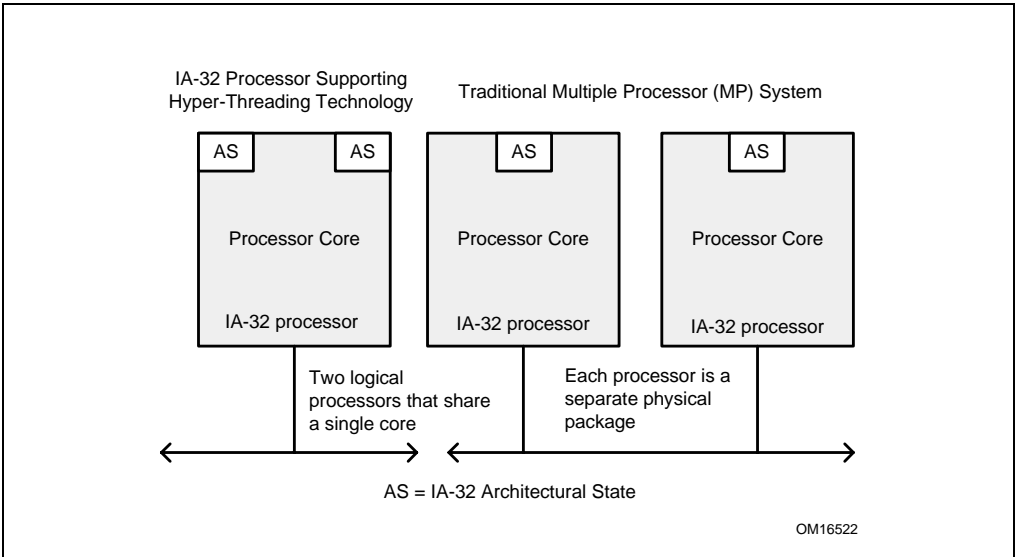 IA-32 Processor Supporting
Hyper-Threading Technology
Traditional Multiple Processor (MP) System
AS
AS
AS
AS
Processor Core
Processor Core
Processor Core
IA-32 processor
IA-32 processor
IA-32 processor
Two logical
processors that share
a single core
Each processor is a
separate physical
package
AS = IA-32 Architectural State
OM16522